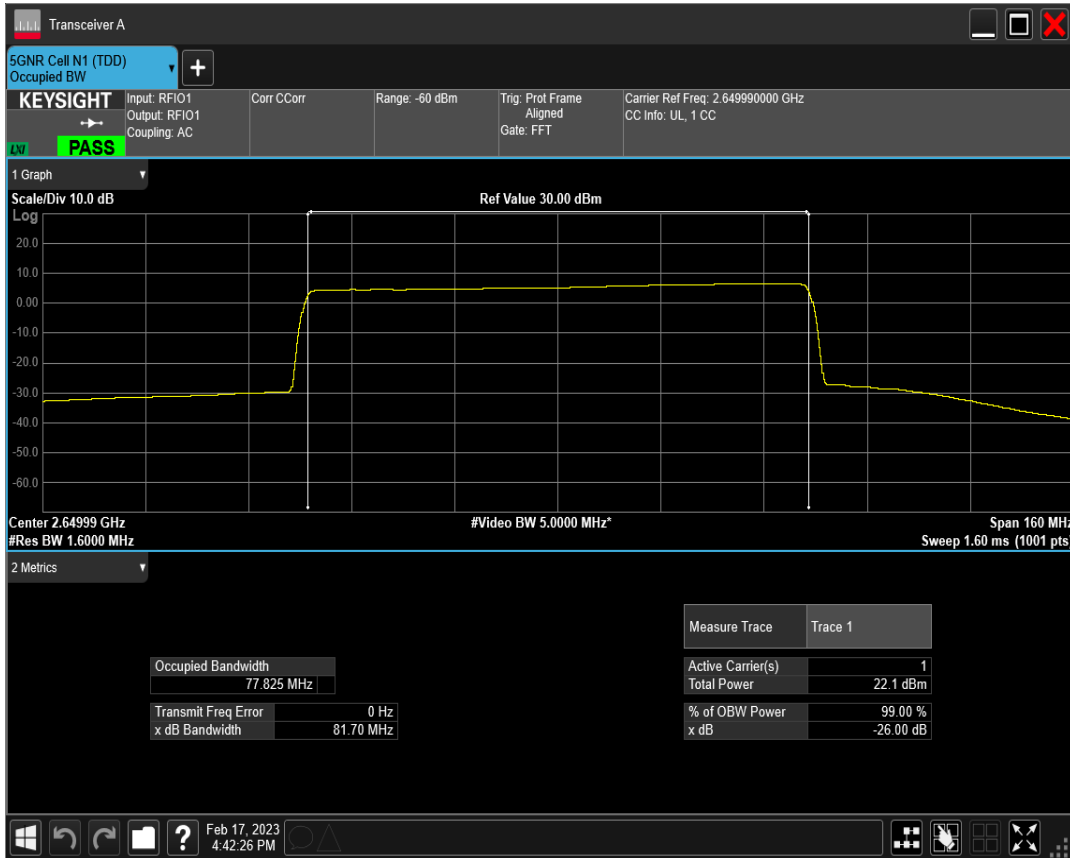 Transceiver A
5GNR Cell N1 (TDD)
Occupied BW
+
KEYSIGHT
LXI
PASS
Input: RFIO1
Output: RFIO1
Coupling: AC
Corr CCorr
Range: -60 dBm
Trig: Prot Frame
Aligned
Gate: FFT
Carrier Ref Freq: 2.649990000 GHz
CC Info: UL, 1 CC
1 Graph
Scale/Div 10.0 dB
Ref Value 30.00 dBm
Log
20.0
10.0
0.00
-10.0
-20.0
-30.0
-40.0
-50.0
-60.0
Center 2.64999 GHz
#Video BW 5.0000 MHz*
Span 160 MHz
#Res BW 1.6000 MHz
Sweep 1.60 ms (1001 pts)
2 Metrics
Measure Trace
Trace 1
Occupied Bandwidth
77.825 MHz
Active Carrier(s)
1
Total Power
22.1 dBm
Transmit Freq Error
0 Hz
x dB Bandwidth
81.70 MHz
% of OBW Power
99.00 %
x dB
-26.00 dB
?
Feb 17, 2023
4:42:26 PM